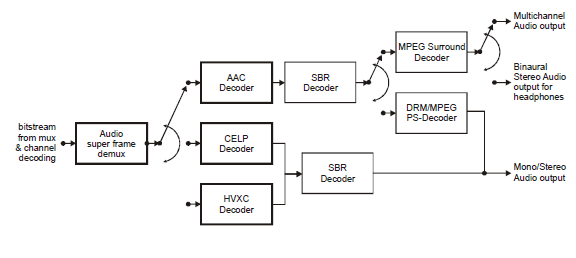 Multichannel
Audio output
MPEG Surround
Decoder
AAC
Decoder
SBR
Decoder
Binaural
Stereo Audio
output for
headphones
DRM/MPEG
PS-Decoder
bitstream
from mux
& channel
decoding
Audio
super frame
demux
CELP
Decoder
SBR
Decoder
Mono/Stereo
Audio output
HVXC
Decoder